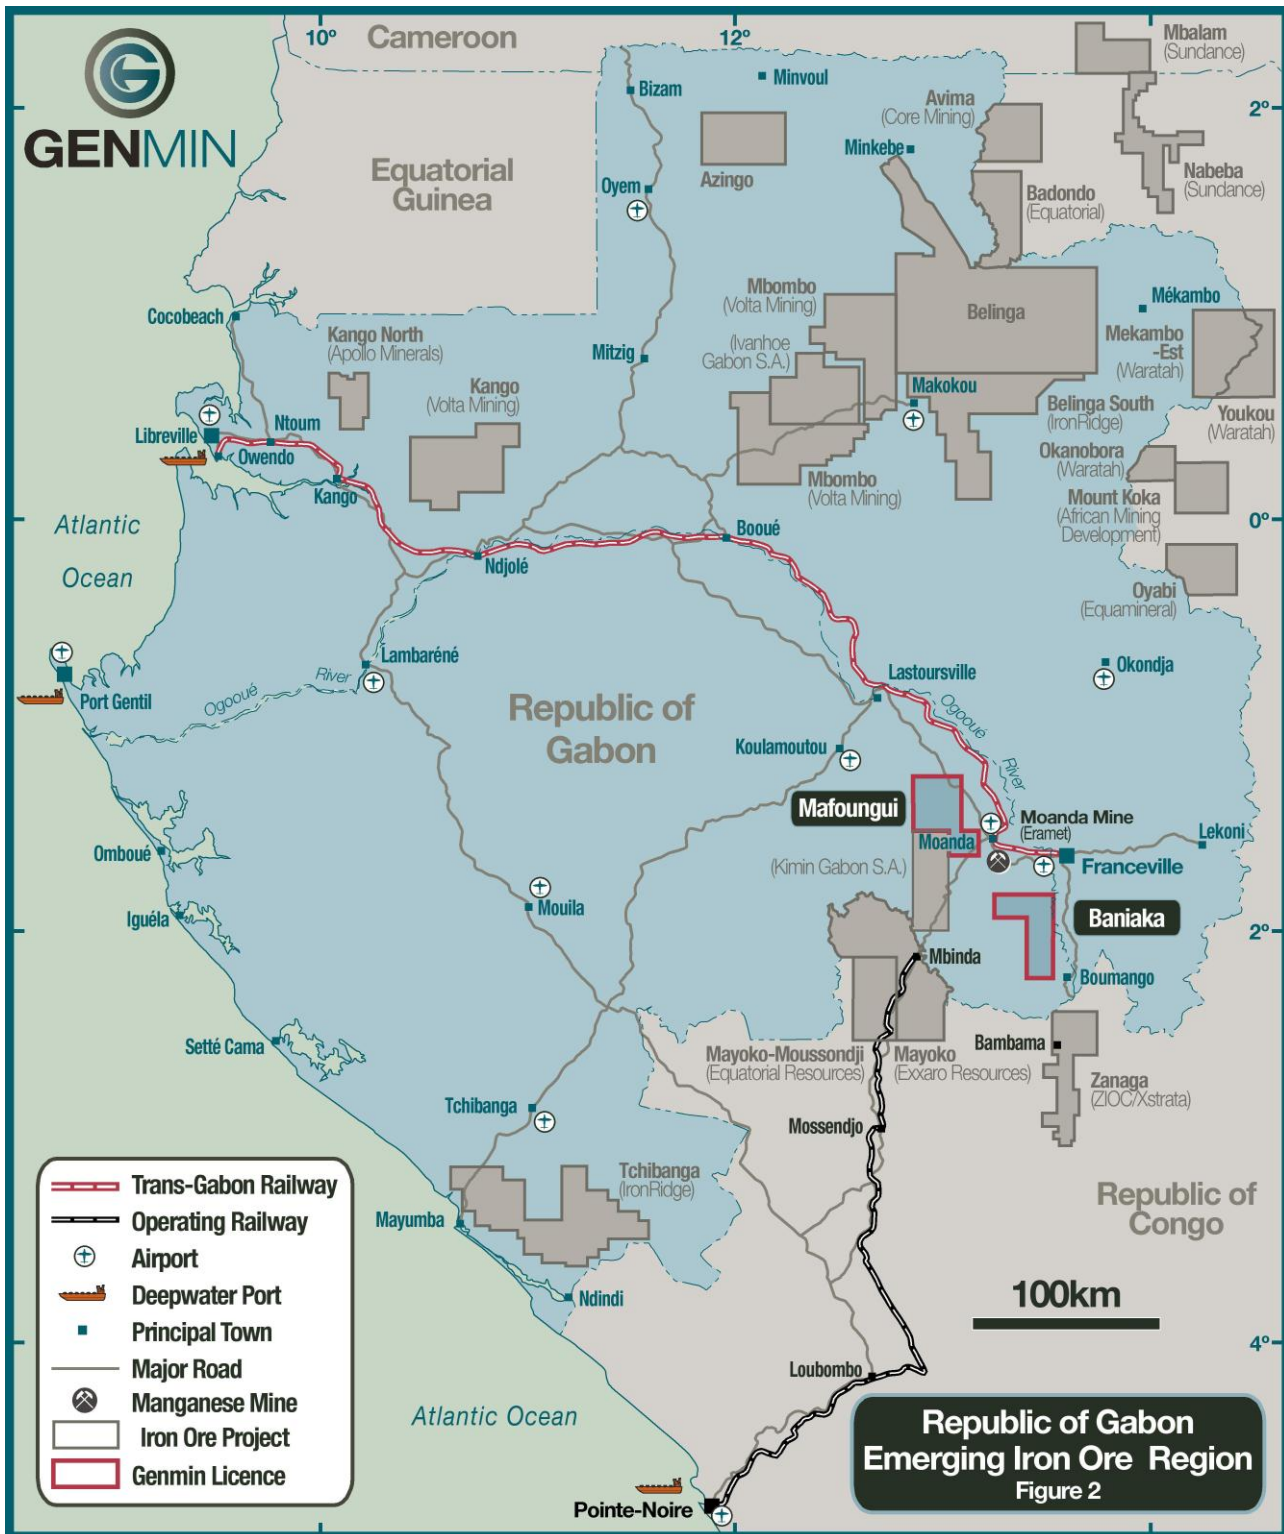 10º
Cameroon
12º
Mbalam
(Sundance)
GENMIN
Bizam
Minvoul
Avima
(Core Mining)
2º
Equatorial
Guinea
Azingo
Minkebe
Oyem
Badondo
(Equatorial)
Nabeba
(Sundance)
Cocobeach
Kango North
(Apollo Minerals)
Mitzig
Mbombo
(Volta Mining)
(Ivanhoe
Gabon S.A.)
Belinga
Mékambo
Mekambo
-Est
(Waratah)
Kango
(Volta Mining)
Makokou
Belinga South
(IronRidge)
Youkou
(Waratah)
Libreville
Ntoum
Owendo
Kango
Mbombo
(Volta Mining)
Okanobora
(Waratah)
Mount Koka
(African Mining
Development)
Atlantic
Ocean
Ndjolé
Booué
0º
Oyabi
(Equamineral)
Lambaréné
Port Gentil
Ogooué
River
Republic of
Gabon
Lastoursville
Okondja
Koulamoutou
Ogooué
River
Mafoungui
Moanda
Moanda Mine
(Eramet)
Lekoni
Omboué
(Kimin Gabon S.A.)
Franceville
Iguéla
Mouila
Baniaka
2º
Mbinda
Boumango
Setté Cama
Mayoko-Moussondji
(Equatorial Resources)
Mayoko
(Exxaro Resources)
Bambama
Zanaga
(ZIOC/Xstrata)
Tchibanga
Mossendjo
Tchibanga
(IronRidge)
Republic of
Congo
Mayumba
Ndindi
100km
4º
Loubombo
Atlantic Ocean
Pointe-Noire
Trans-Gabon Railway
Operating Railway
Airport
Deepwater Port
Principal Town
Major Road
Manganese Mine
Iron Ore Project
Genmin Licence
Republic of Gabon
Emerging Iron Ore Region
Figure 2